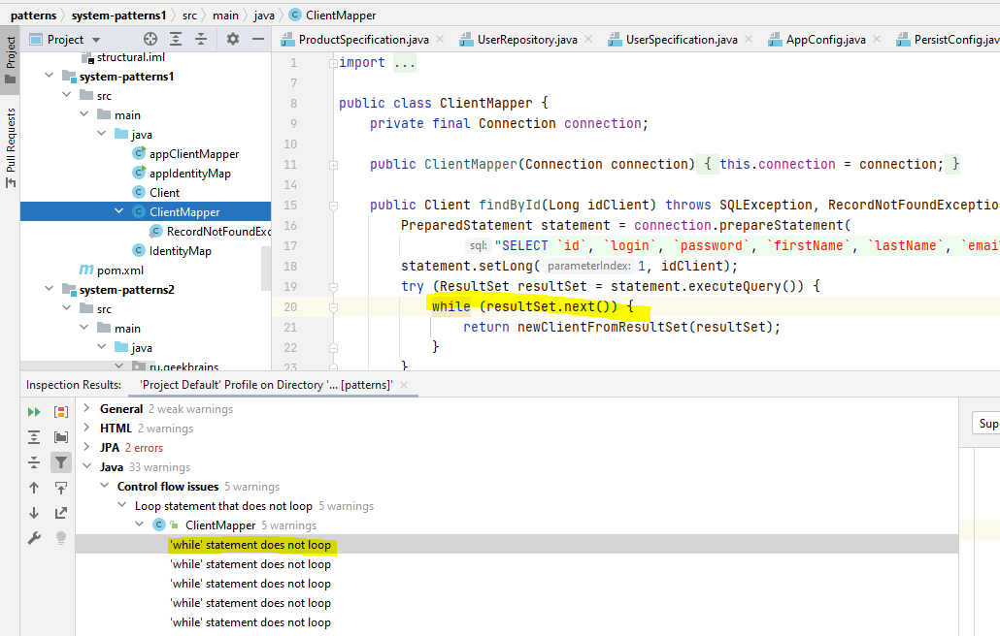 patterns system-patterns1 src main java ClientMapper
Project
Pull Requests
Project
ProductSpecification.java UserRepository.java UserSpecification.java AppConfig.java PersistConfig.jav
structural.iml
system-patterns1
src
main
java
appClientMapper
appIdentityMap
Client
ClientMapper
RecordNotFoundExc
IdentityMap
pom.xml
system-patterns2
src
main
java
ru.geekbrains
1 import ...
7
8 public class ClientMapper {
9 private final Connection connection;
10
11 public ClientMapper(Connection connection) { this.connection = connection; }
14
15 public Client findById(Long idClient) throws SQLException, RecordNotFoundExceptio
16 PreparedStatement statement = connection.prepareStatement(
17 sql: "SELECT `id`, `login`, `password`, `firstName`, `lastName`, `emai
18 statement.setLong( parameterIndex: 1, idClient);
19 try (ResultSet resultSet = statement.executeQuery()) {
20 while (resultSet.next()) {
21 return newClientFromResultSet(resultSet);
22 }
23 }
Inspection Results: 'Project Default' Profile on Directory '... [patterns]'
General 2 weak warnings
HTML 2 warnings
JPA 2 errors
Java 33 warnings
Control flow issues 5 warnings
Loop statement that does not loop 5 warnings
ClientMapper 5 warnings
'while' statement does not loop
'while' statement does not loop
'while' statement does not loop
'while' statement does not loop
'while' statement does not loop
Sup